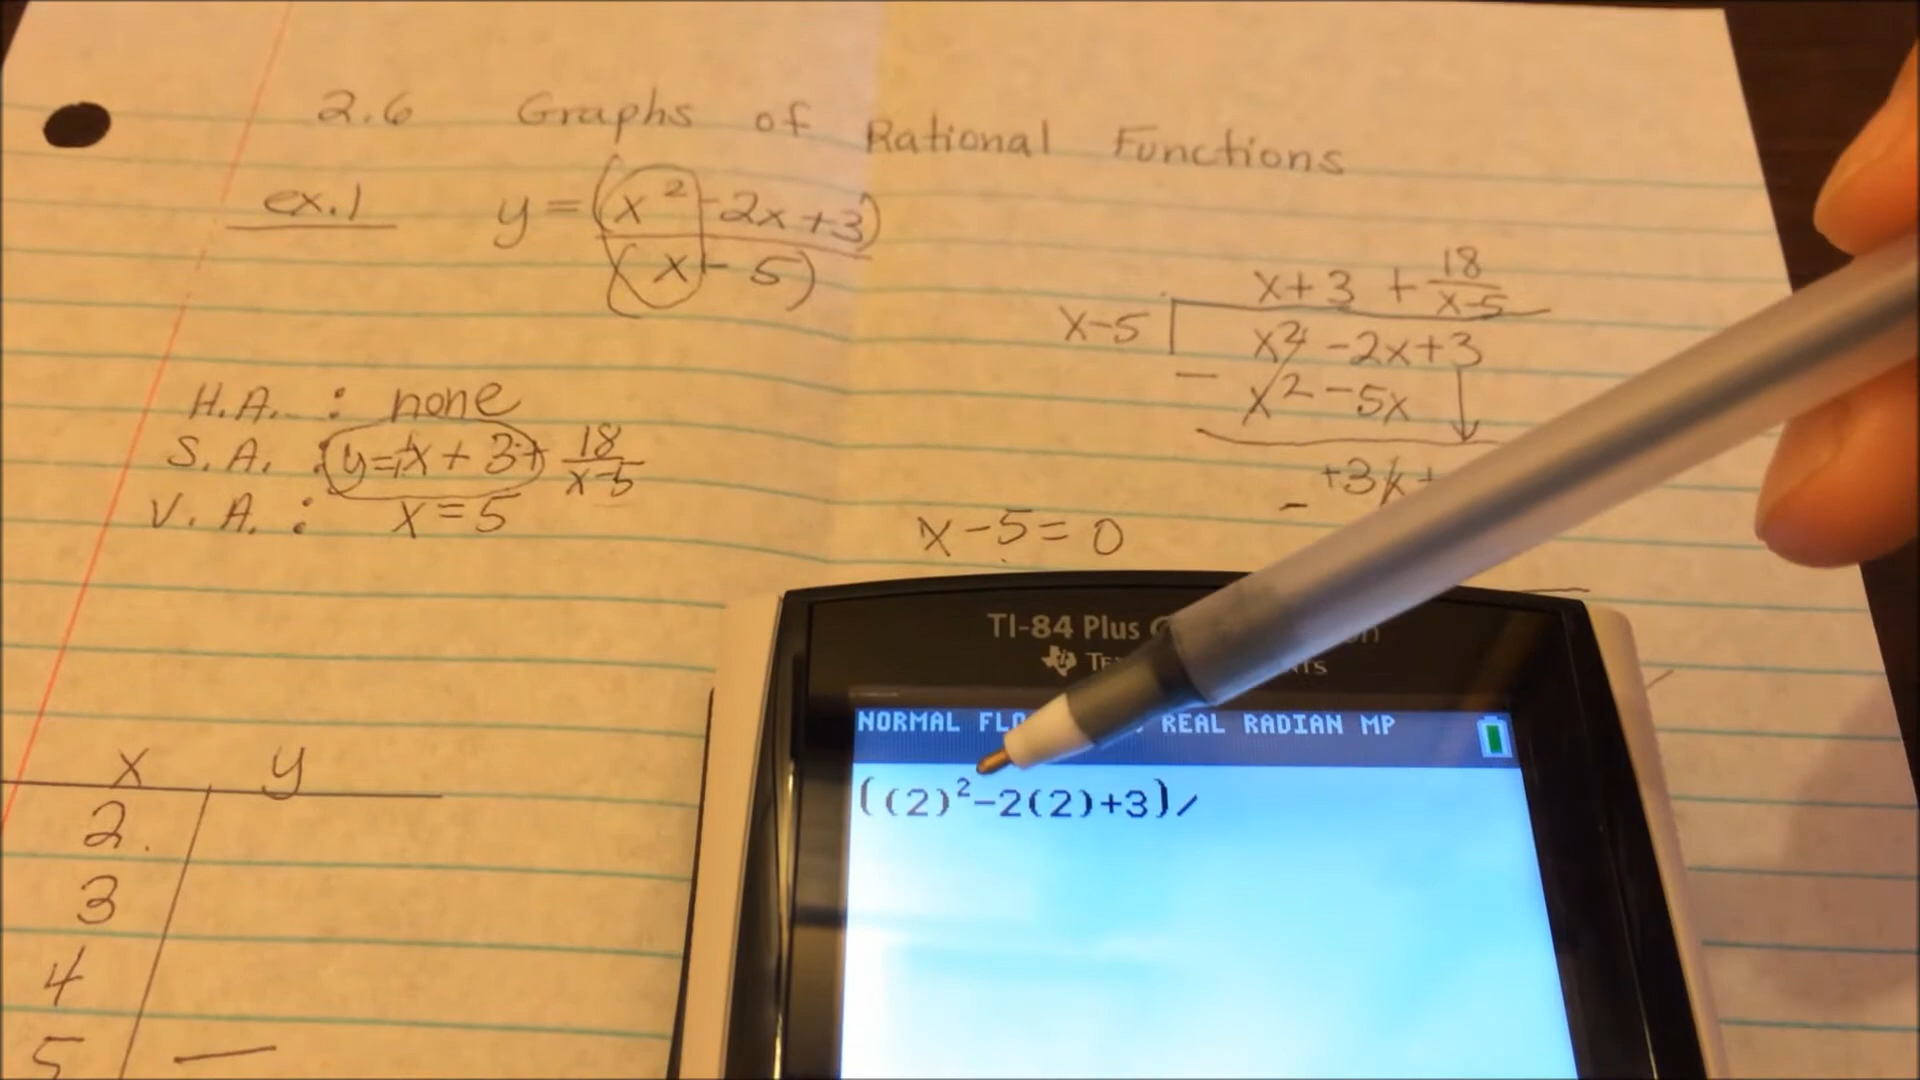 2.6 Graphs of Rational Functions
ex.1 y = (x² - 2x + 3)
(x - 5)
x + 3 + 18
x - 5
x - 5 x² - 2x + 3
- x² - 5x
- +3x +
H.A. : none
S.A. : y = x + 3 + 18
x - 5
V.A. : x = 5
x - 5 = 0
TI-84 Plus
NORMAL REAL RADIAN MP
((2)²-2(2)+3)/
x y
2.
3
4
5 —